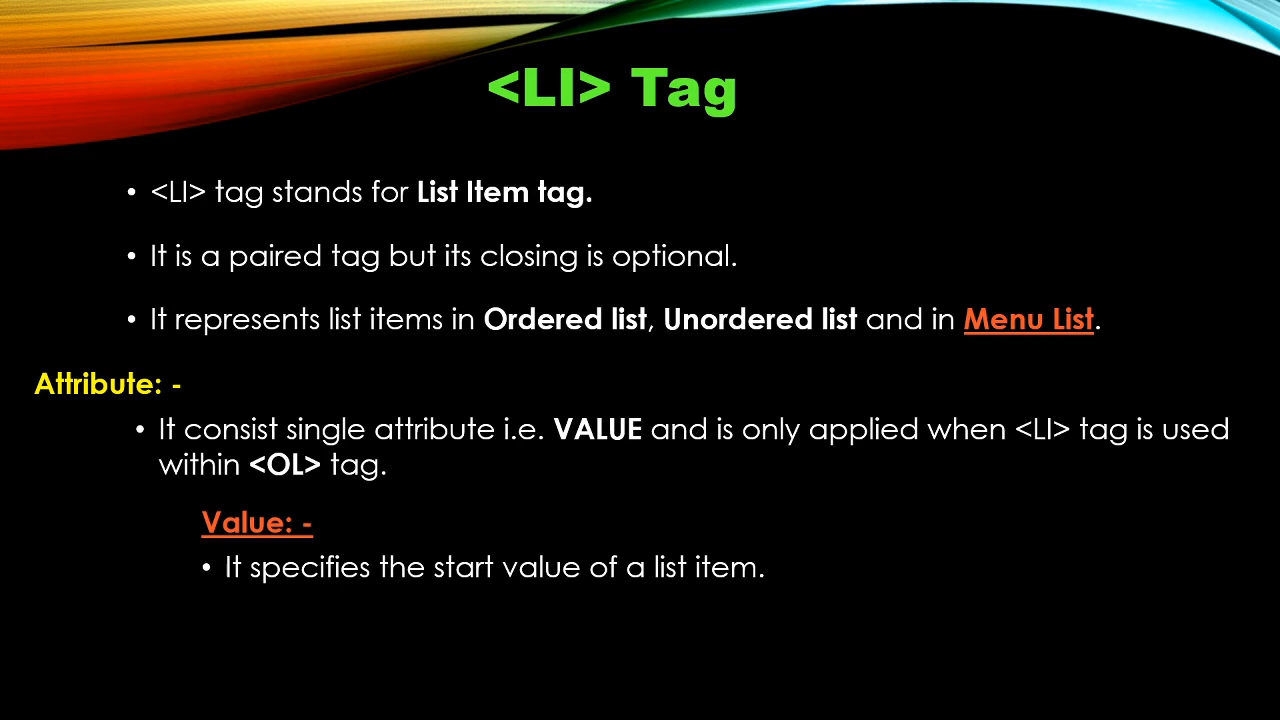 <LI> Tag
• <LI> tag stands for List Item tag.
• It is a paired tag but its closing is optional.
• It represents list items in Ordered list, Unordered list and in Menu List.
Attribute: -
• It consist single attribute i.e. VALUE and is only applied when <LI> tag is used
within <OL> tag.
Value: -
• It specifies the start value of a list item.